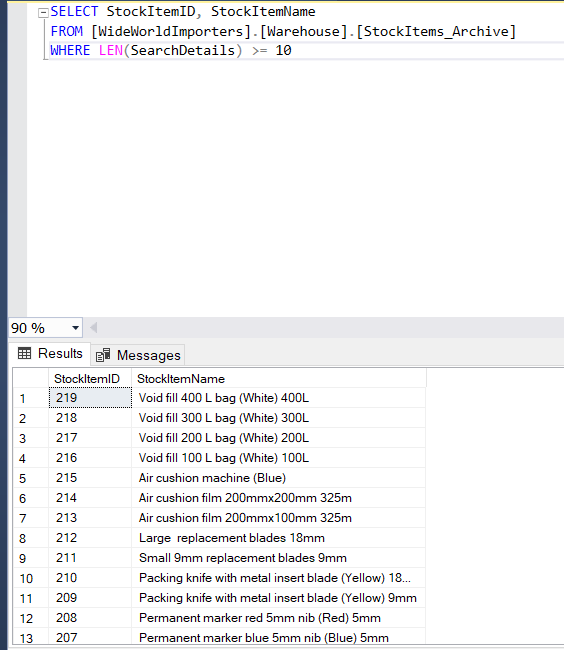 SELECT StockItemID, StockItemName
FROM [WideWorldImporters].[Warehouse].[StockItems_Archive]
WHERE LEN(SearchDetails) >= 10
90 %
Results Messages
StockItemID StockItemName
1 219 Void fill 400 L bag (White) 400L
2 218 Void fill 300 L bag (White) 300L
3 217 Void fill 200 L bag (White) 200L
4 216 Void fill 100 L bag (White) 100L
5 215 Air cushion machine (Blue)
6 214 Air cushion film 200mmx200mm 325m
7 213 Air cushion film 200mmx100mm 325m
8 212 Large  replacement blades 18mm
9 211 Small 9mm replacement blades 9mm
10 210 Packing knife with metal insert blade (Yellow) 18...
11 209 Packing knife with metal insert blade (Yellow) 9mm
12 208 Permanent marker red 5mm nib (Red) 5mm
13 207 Permanent marker blue 5mm nib (Blue) 5mm